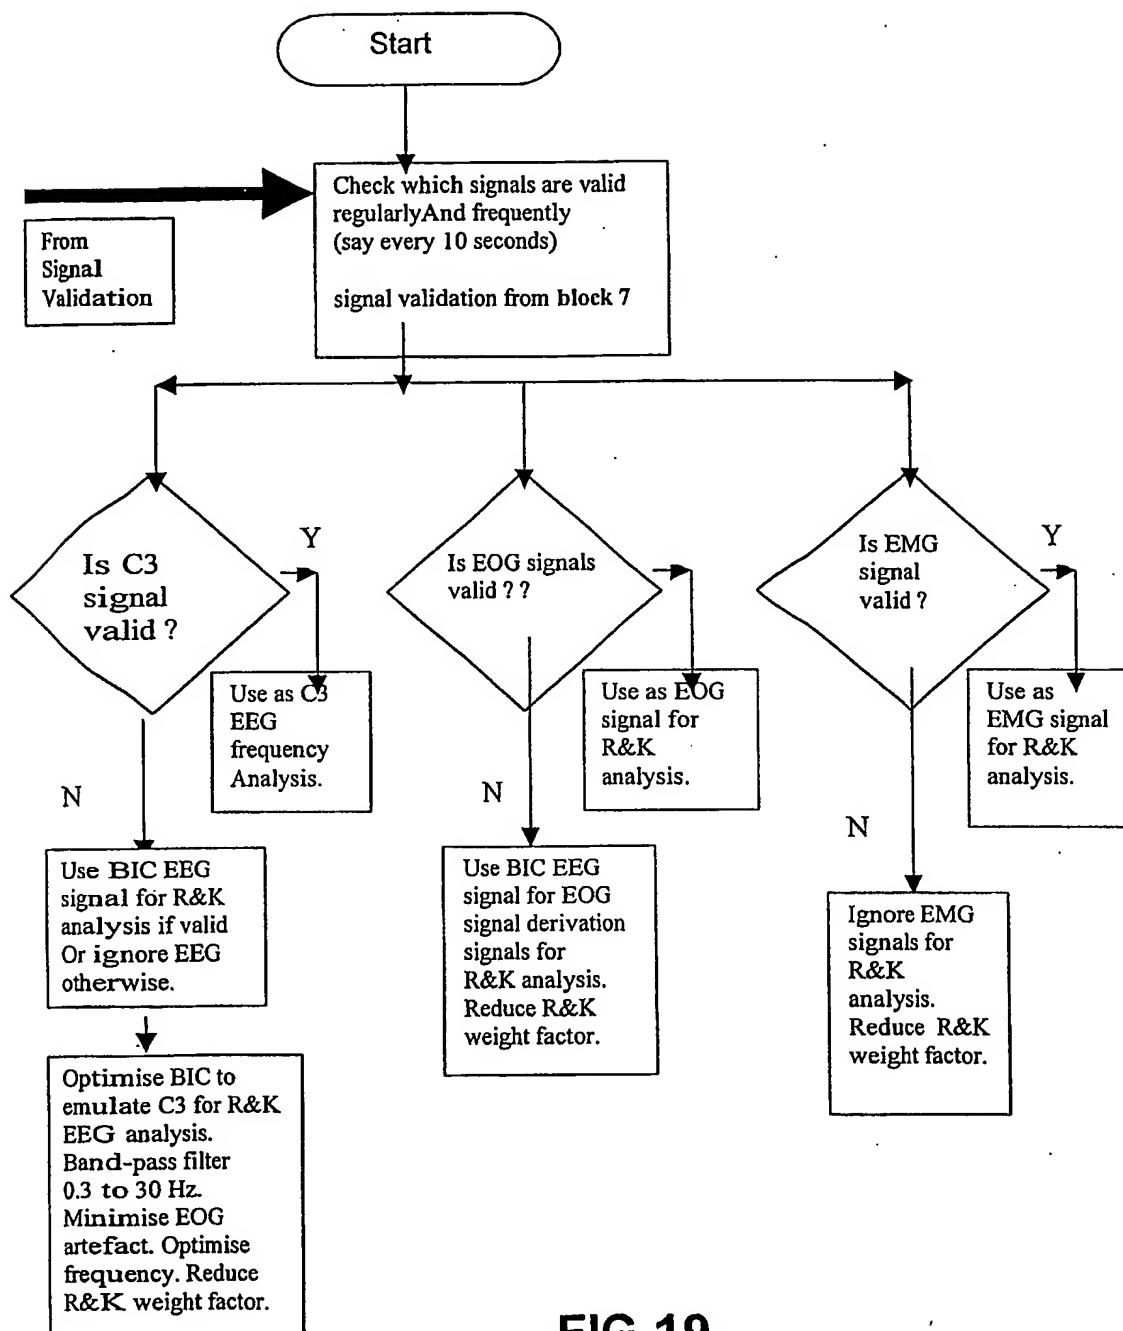 Start
Check which signals are valid
regularlyAnd frequently
(say every 10 seconds)
signal validation from block 7
From
Signal
Validation
Is C3
signal
valid ?
Y
Is EOG signals
valid ? ?
Is EMG
signal
valid ?
Y
Use as C3
EEG
frequency
Analysis.
Use as EOG
signal for
R&K
analysis.
Use as
EMG signal
for R&K
analysis.
N
N
N
Use BIC EEG
signal for R&K
analysis if valid
Or ignore EEG
otherwise.
Use BIC EEG
signal for EOG
signal derivation
signals for
R&K analysis.
Reduce R&K
weight factor.
Ignore EMG
signals for
R&K
analysis.
Reduce R&K
weight factor.
Optimise BIC to
emulate C3 for R&K
EEG analysis.
Band-pass filter
0.3 to 30 Hz.
Minimise EOG
artefact. Optimise
frequency. Reduce
R&K weight factor.
FIG 19